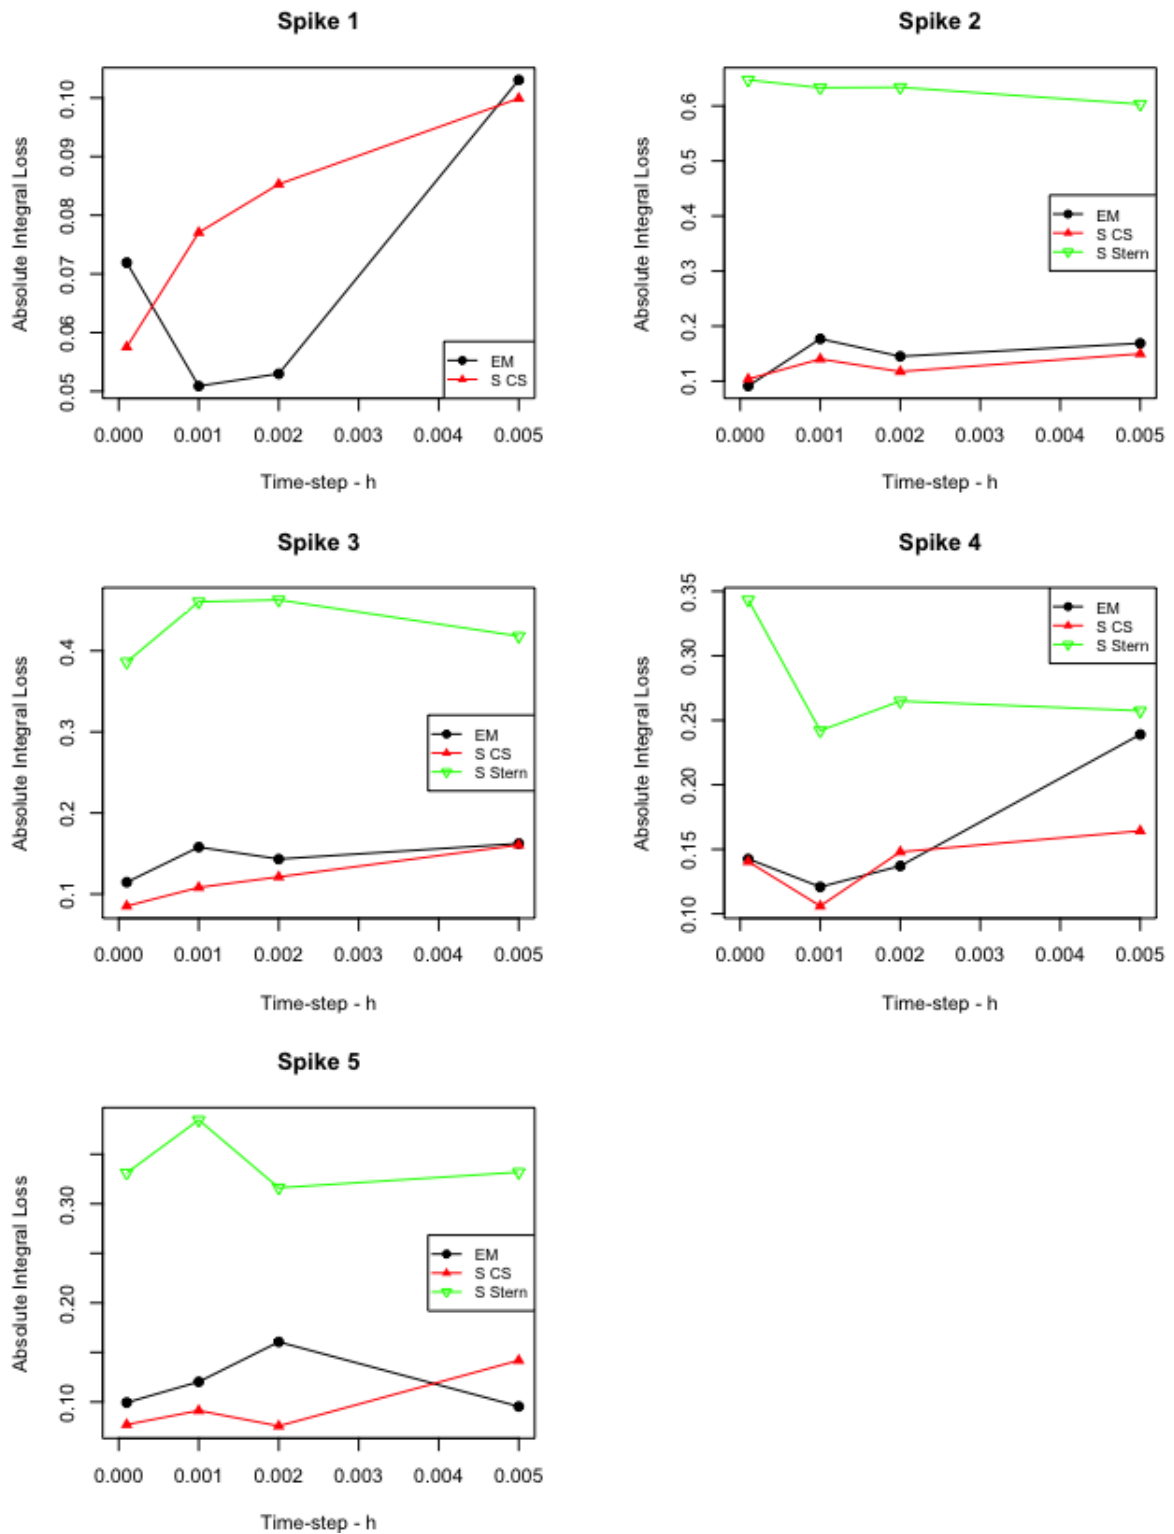 Spike 1
Absolute Integral Loss
0.10
0.09
0.08
0.07
0.06
0.05
EM
S CS
0.000 0.001 0.002 0.003 0.004 0.005
Time-step - h
Spike 2
Absolute Integral Loss
0.6
0.5
0.4
0.3
0.2
0.1
EM
S CS
S Stern
0.000 0.001 0.002 0.003 0.004 0.005
Time-step - h
Spike 3
Absolute Integral Loss
0.4
0.3
0.2
0.1
EM
S CS
S Stern
0.000 0.001 0.002 0.003 0.004 0.005
Time-step - h
Spike 4
Absolute Integral Loss
0.35
0.30
0.25
0.20
0.15
0.10
EM
S CS
S Stern
0.000 0.001 0.002 0.003 0.004 0.005
Time-step - h
Spike 5
Absolute Integral Loss
0.30
0.20
0.10
EM
S CS
S Stern
0.000 0.001 0.002 0.003 0.004 0.005
Time-step - h